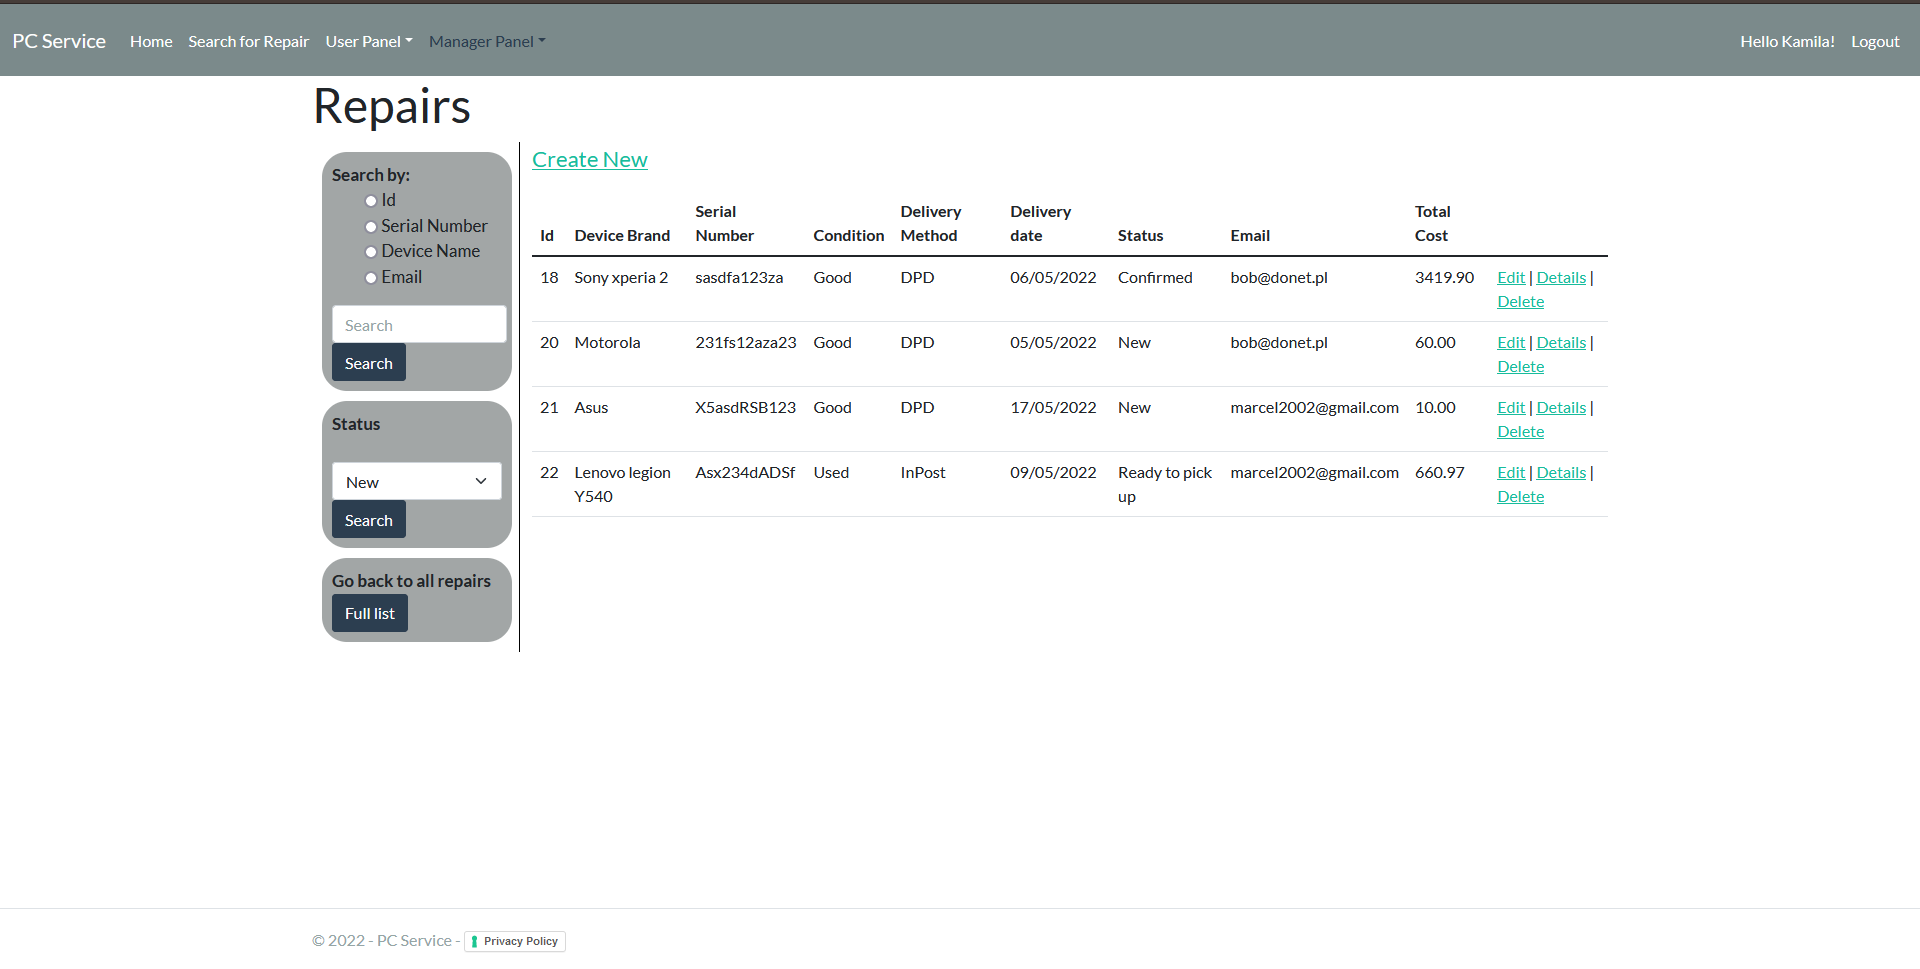 PC Service Home Search for Repair User Panel Manager Panel Hello Kamila! Logout
Repairs
Search by:
Id
Serial Number
Device Name
Email
Search
Search
Status
New
Search
Go back to all repairs
Full list
Create New
Id Device Brand Serial Number Condition Delivery Method Delivery date Status Email Total Cost
18 Sony xperia 2 sasdfa123za Good DPD 06/05/2022 Confirmed bob@donet.pl 3419.90 Edit | Details |
Delete
20 Motorola 231fs12aza23 Good DPD 05/05/2022 New bob@donet.pl 60.00 Edit | Details |
Delete
21 Asus X5asdRSB123 Good DPD 17/05/2022 New marcel2002@gmail.com 10.00 Edit | Details |
Delete
22 Lenovo legion Asx234dADSf Used InPost 09/05/2022 Ready to pick marcel2002@gmail.com 660.97 Edit | Details |
Y540 up Delete
© 2022 - PC Service - Privacy Policy